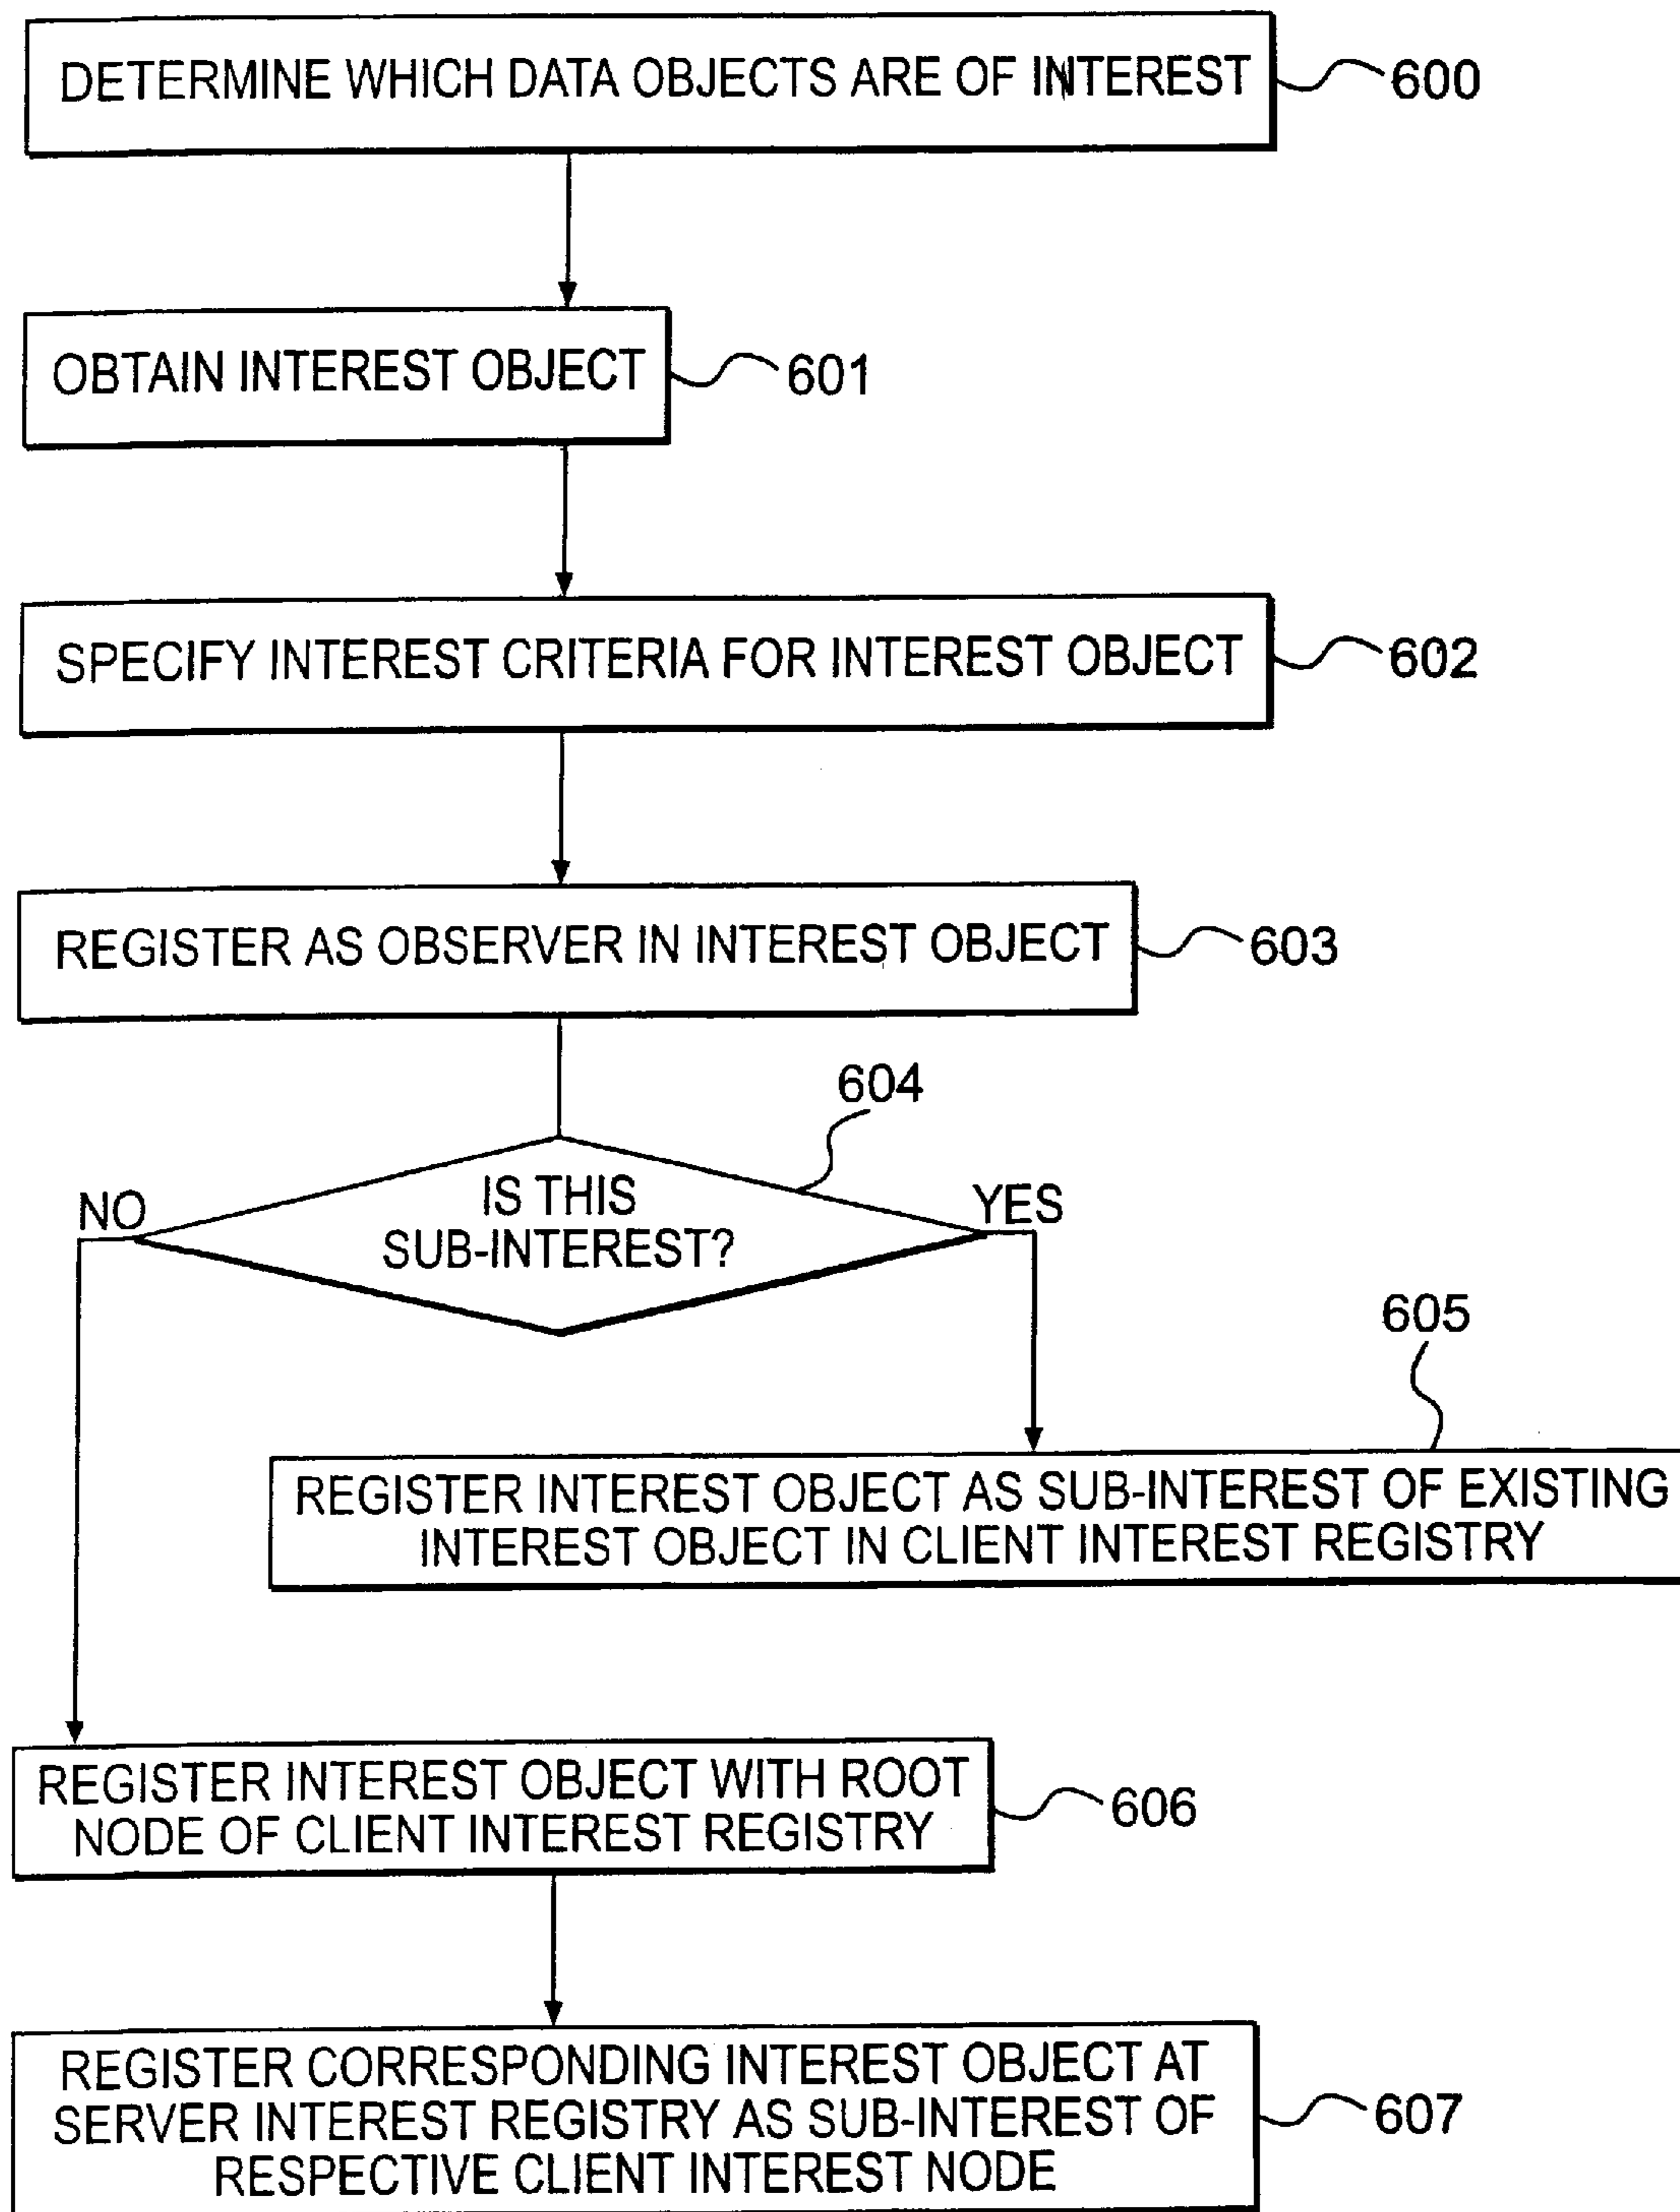 DETERMINE WHICH DATA OBJECTS ARE OF INTEREST
600
OBTAIN INTEREST OBJECT
601
SPECIFY INTEREST CRITERIA FOR INTEREST OBJECT
602
REGISTER AS OBSERVER IN INTEREST OBJECT
603
604
IS THIS
SUB-INTEREST?
NO
YES
605
REGISTER INTEREST OBJECT AS SUB-INTEREST OF EXISTING
INTEREST OBJECT IN CLIENT INTEREST REGISTRY
REGISTER INTEREST OBJECT WITH ROOT
NODE OF CLIENT INTEREST REGISTRY
606
REGISTER CORRESPONDING INTEREST OBJECT AT
SERVER INTEREST REGISTRY AS SUB-INTEREST OF
RESPECTIVE CLIENT INTEREST NODE
607